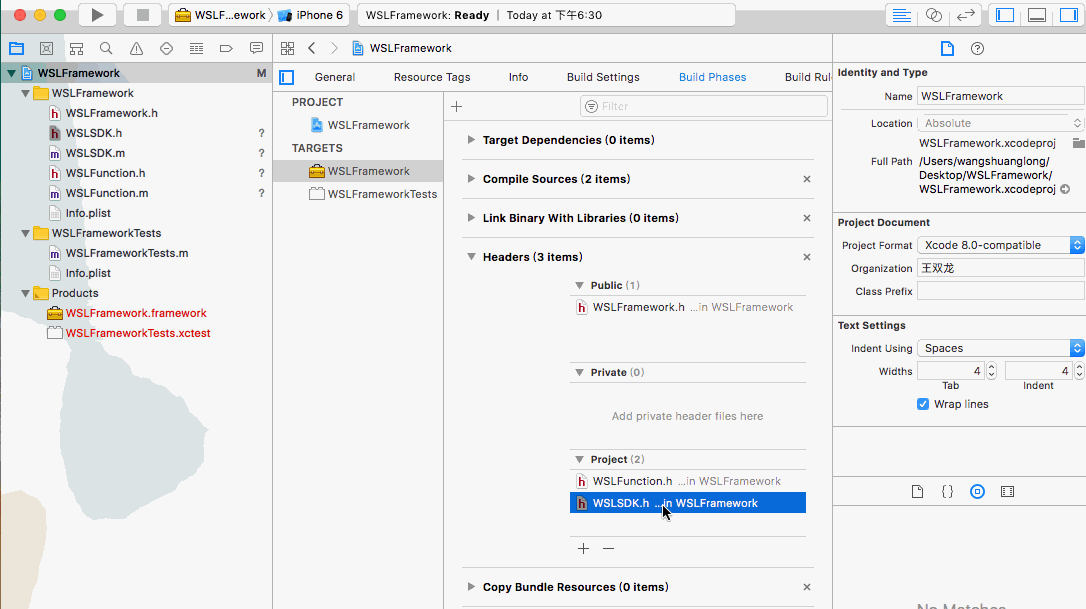 WSLF...ework
iPhone 6
WSLFramework: Ready | Today at 下午6:30
WSLFramework M
WSLFramework
WSLFramework.h
WSLSDK.h ?
WSLSDK.m ?
WSLFunction.h ?
WSLFunction.m ?
Info.plist
WSLFrameworkTests
WSLFrameworkTests.m
Info.plist
Products
WSLFramework.framework
WSLFrameworkTests.xctest
WSLFramework
General Resource Tags Info Build Settings Build Phases Build Rul
PROJECT
WSLFramework
TARGETS
WSLFramework
WSLFrameworkTests
Filter
Target Dependencies (0 items)
Compile Sources (2 items)
Link Binary With Libraries (0 items)
Headers (3 items)
Public (1)
WSLFramework.h ...in WSLFramework
Private (0)
Add private header files here
Project (2)
WSLFunction.h ...in WSLFramework
WSLSDK.h ...in WSLFramework
Copy Bundle Resources (0 items)
Identity and Type
Name WSLFramework
Location Absolute
WSLFramework.xcodeproj
Full Path /Users/wangshuanglong/
Desktop/WSLFramework/
WSLFramework.xcodeproj
Project Document
Project Format Xcode 8.0-compatible
Organization 王双龙
Class Prefix
Text Settings
Indent Using Spaces
Widths 4 4
Tab Indent
Wrap lines
No Matches